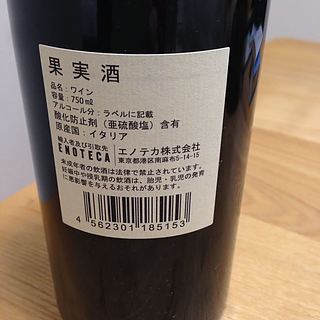 果実酒
品名：ワイン
容量：750㎖
アルコール分：ラベルに記載
酸化防止剤（亜硫酸塩）含有
原産国：イタリア
輸入者及び引取先
ENOTECA エノテカ株式会社
東京都港区南麻布5-14-15
未成年者の飲酒は法律で禁止されています。
妊娠中や授乳期の飲酒は、胎児・乳児の発育
に悪影響を与えるおそれがあります。
4 562301 185153